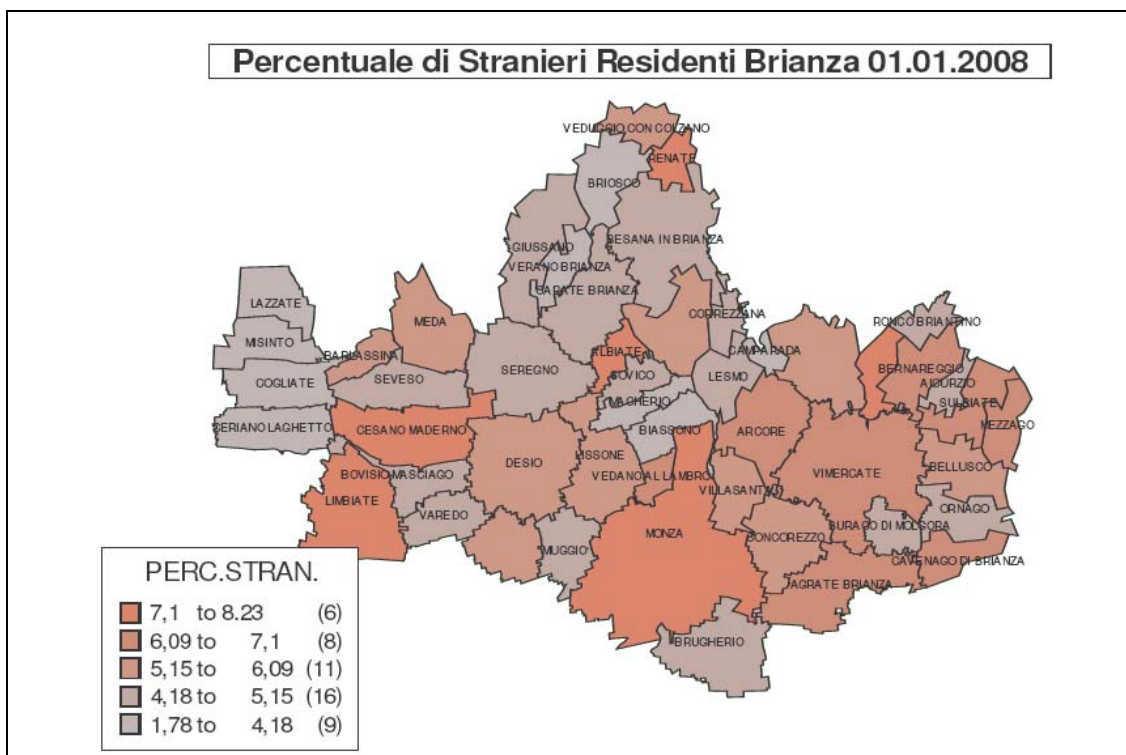 Percentuale di Stranieri Residenti Brianza 01.01.2008
VEDUGGIO CON COLZANO
RENATE
BRIOSCO
BESANA IN BRIANZA
GIUSSANO
VERANO BRIANZA
CARATE BRIANZA
LAZZATE
MISINTO
COGLIATE
CERIANO LAGHETTO
MEDA
BARLASSINA
SEVESO
SEREGNO
ALBIATE
SOVICO
MACHERIO
BIASSONO
CORREZZANA
CAMPARADA
LESMO
RONCO BRIANTINO
BERNAREGGIO
AICURZIO
SULBIATE
MEZZAGO
CESANO MADERNO
ARCORE
DESIO
LISSONE
VEDANO AL LAMBRO
VILLASANTA
VIMERCATE
BELLUSCO
ORNAGO
BOVISIO-MASCIAGO
LIMBIATE
VAREDO
MUGGIO
MONZA
CONCOREZZO
BURAGO DI MOLGORA
CAVENAGO DI BRIANZA
AGRATE BRIANZA
BRUGHERIO
PERC.STRAN.
7,1 to 8.23 (6)
6,09 to 7,1 (8)
5,15 to 6,09 (11)
4,18 to 5,15 (16)
1,78 to 4,18 (9)